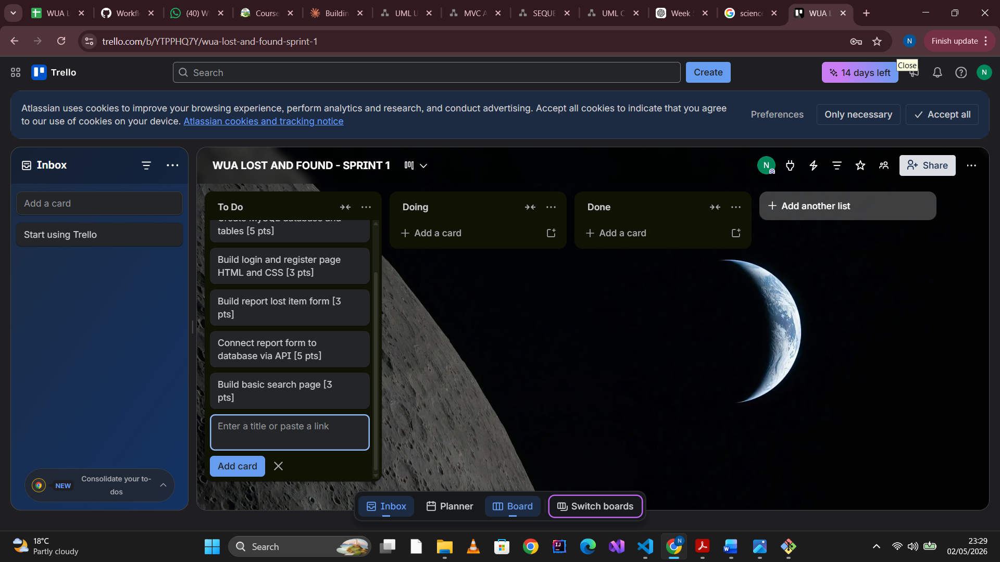 WUA L
Workfl
(40) W
Course
Buildin
UML U
MVC A
SEQUE
UML C
Week
science
WUA L
trello.com/b/YTPPHQ7Y/wua-lost-and-found-sprint-1
N
Finish update
Close
Trello
Search
Create
14 days left
N
Atlassian uses cookies to improve your browsing experience, perform analytics and research, and conduct advertising. Accept all cookies to indicate that you agree
to our use of cookies on your device. Atlassian cookies and tracking notice
Preferences
Only necessary
Accept all
Inbox
Add a card
Start using Trello
NEW
Consolidate your to-
dos
WUA LOST AND FOUND - SPRINT 1
N
Share
To Do
Create MySQL database and
tables [5 pts]
Build login and register page
HTML and CSS [3 pts]
Build report lost item form [3
pts]
Connect report form to
database via API [5 pts]
Build basic search page [3
pts]
Enter a title or paste a link
Add card
Doing
Add a card
Done
Add a card
Add another list
Inbox
Planner
Board
Switch boards
18°C
Partly cloudy
Search
23:29
02/05/2026